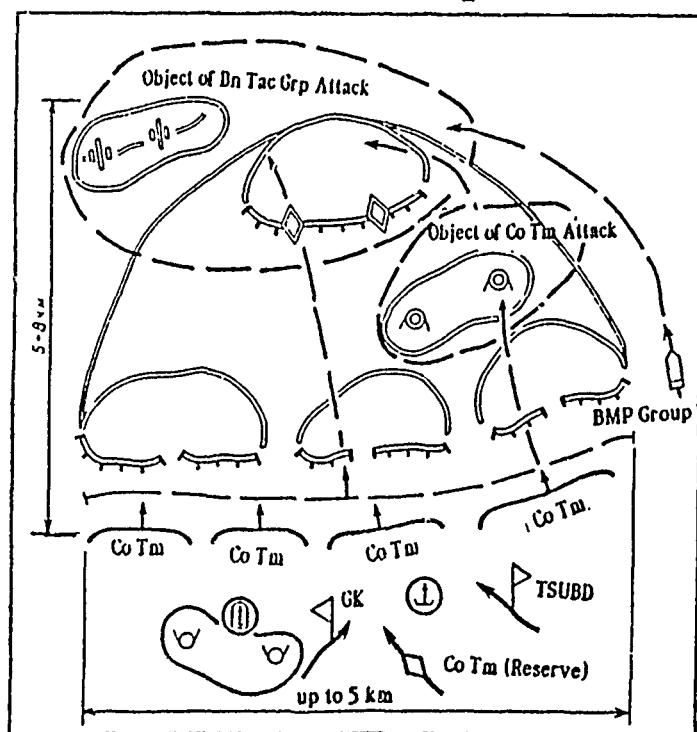 Object of Bn Tac Grp Attack
Object of Co Tm Attack
5-8 км
BMP Group
Co Tm
Co Tm
Co Tm
Co Tm.
GK
TSUBD
Co Tm (Reserve)
up to 5 km